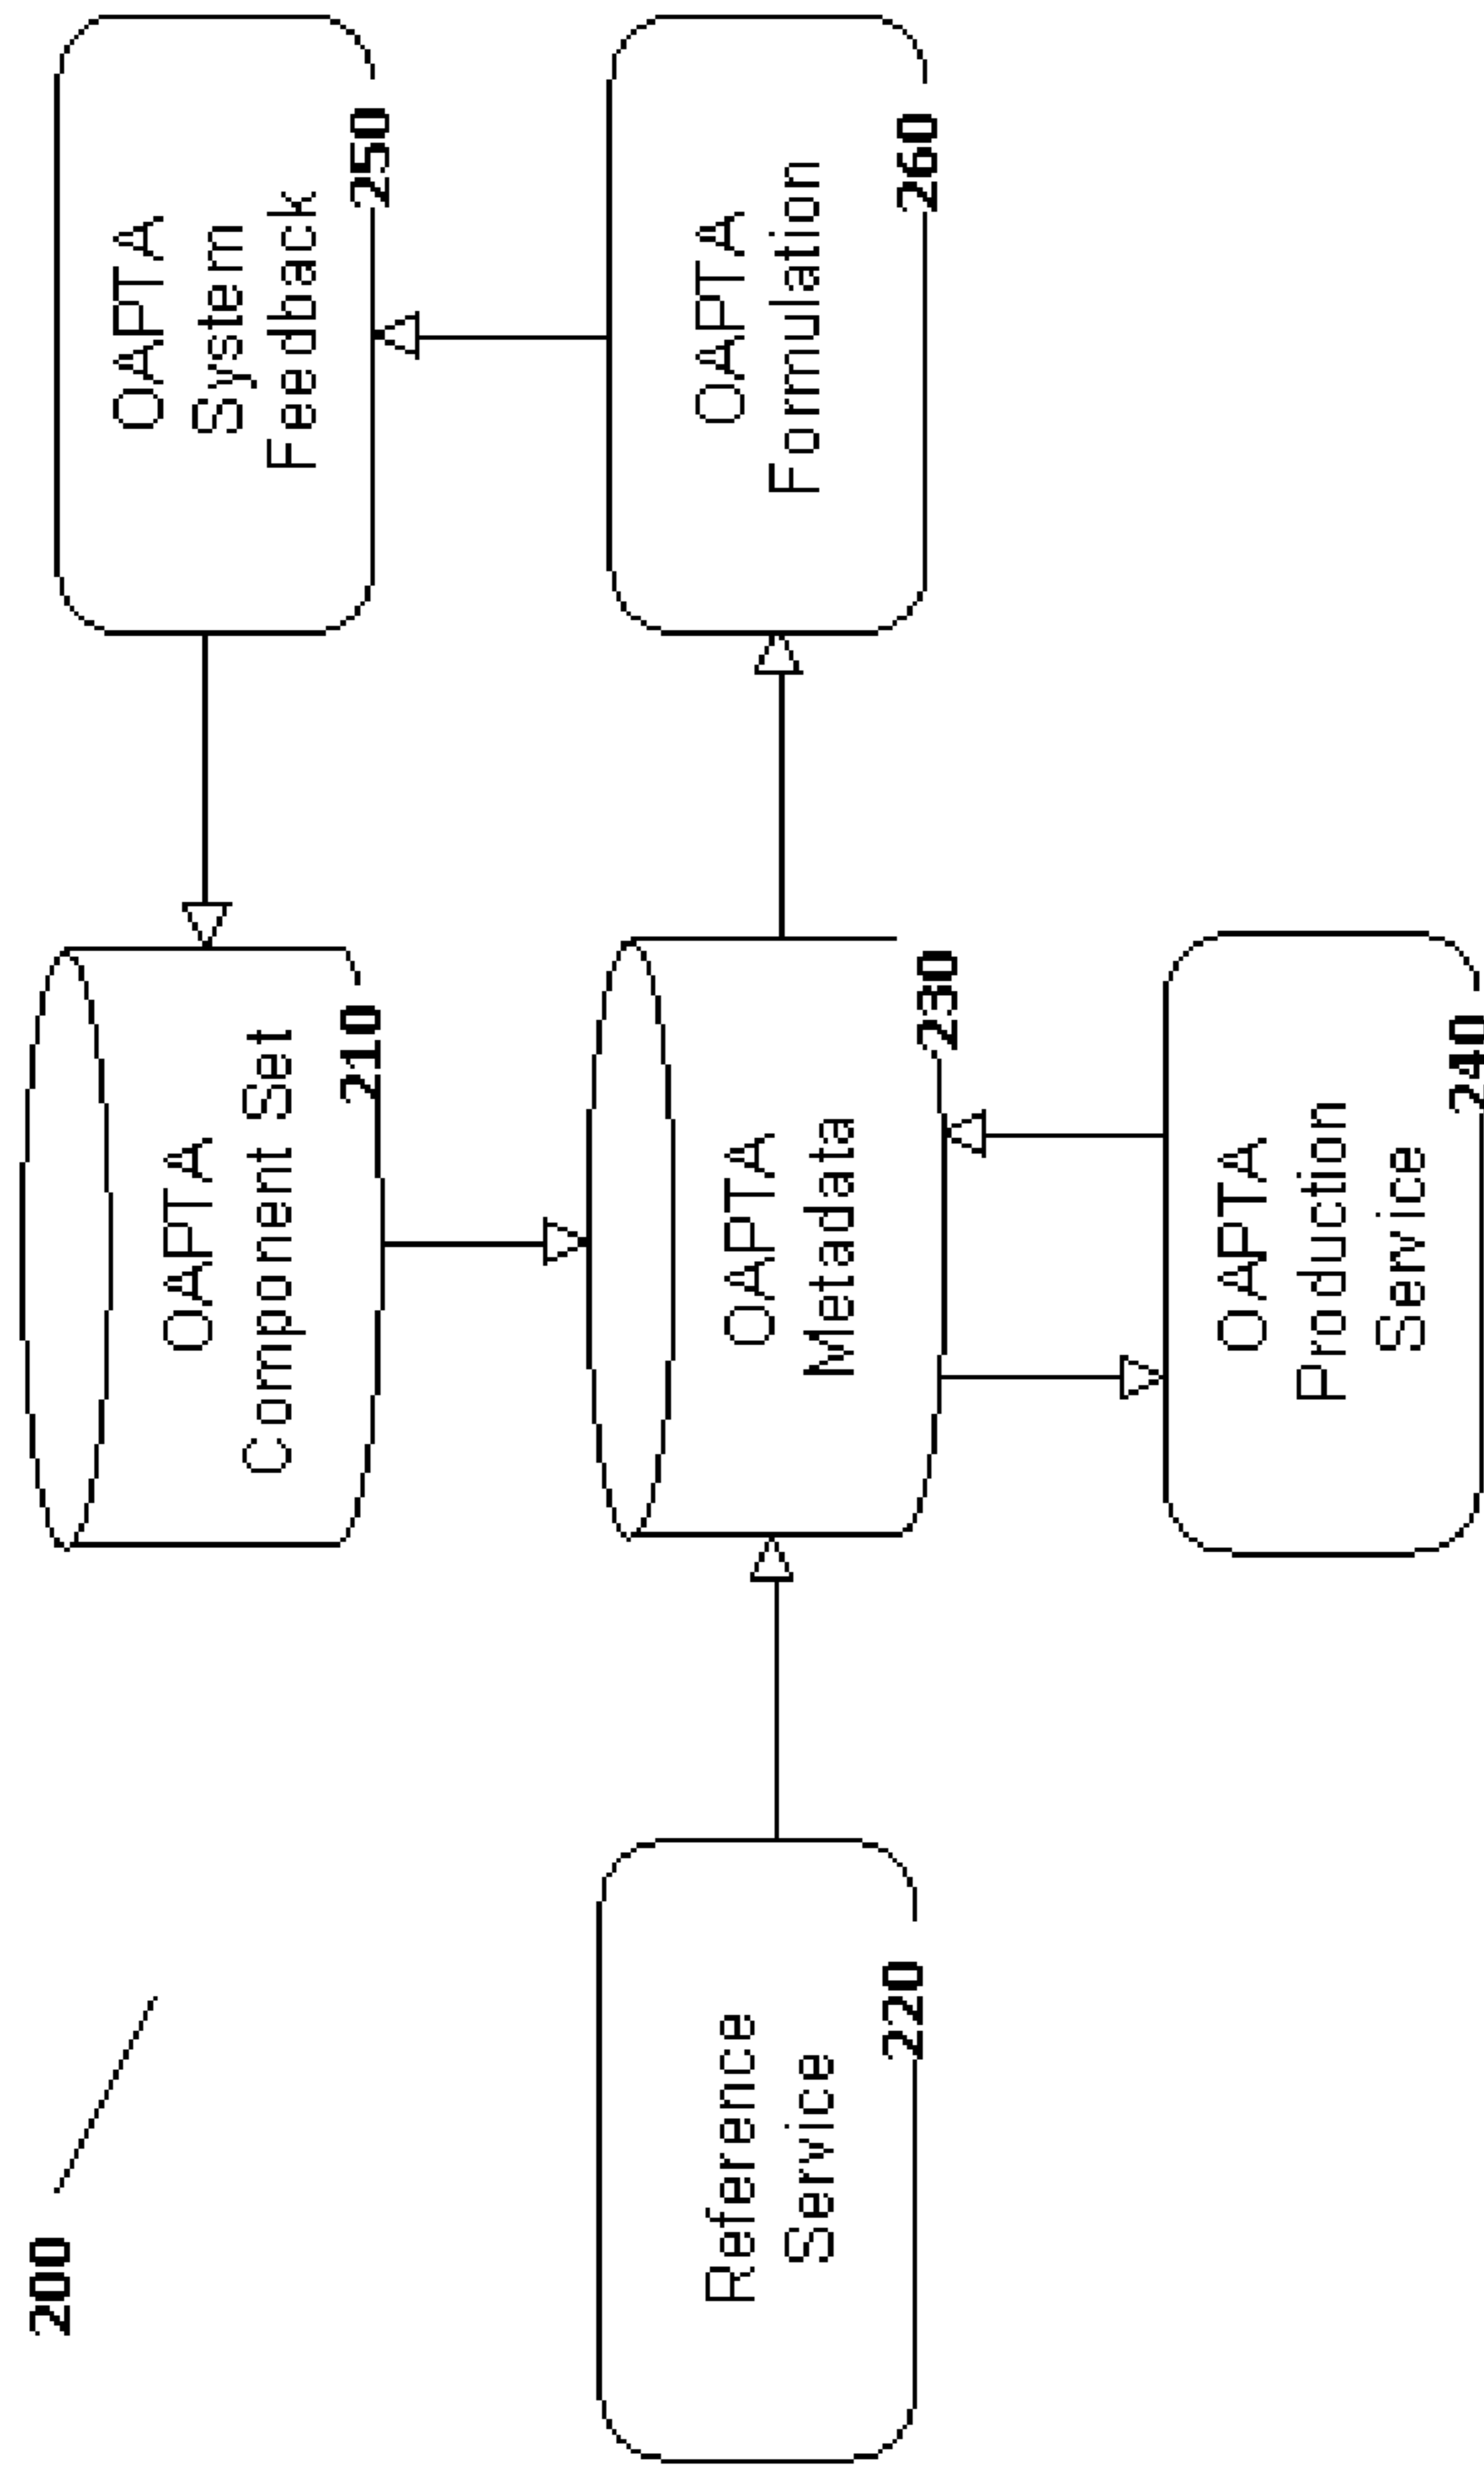 200
OAPTA
Component Set
210
OAPTA
System
Feedback
250
Reference
Service
220
OAPTA
Metadata
230
OAPTA
Formulation
260
OAPTA
Production
Service
240